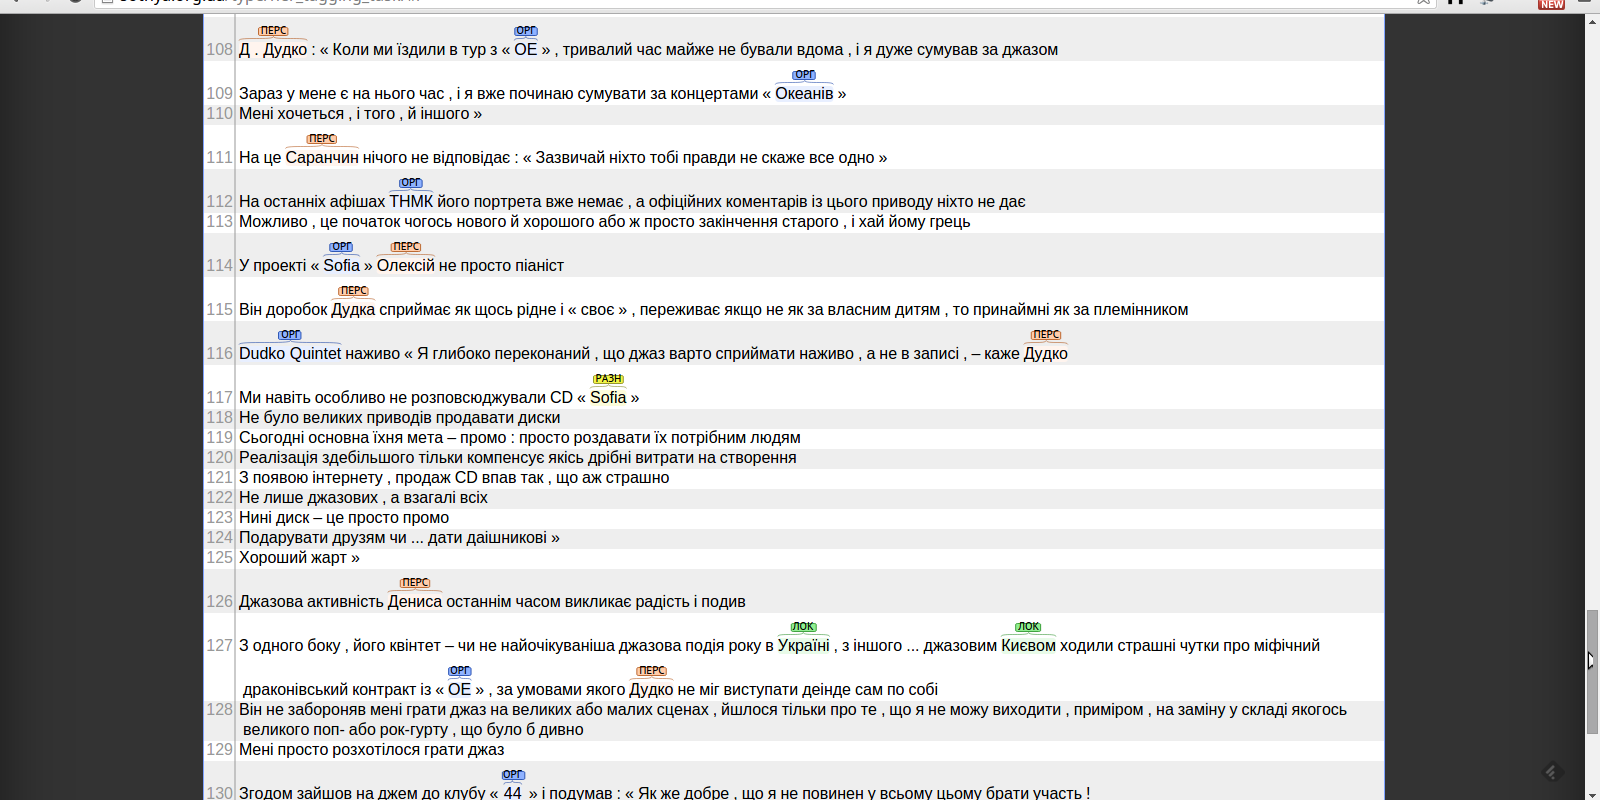 NEW
ПЕРС ОРГ
108 Д . Дудко : « Коли ми їздили в тур з « ОЕ » , тривалий час майже не бували вдома , і я дуже сумував за джазом
ОРГ
109 Зараз у мене є на нього час , і я вже починаю сумувати за концертами « Океанів »
110 Мені хочеться , і того , й іншого »
ПЕРС
111 На це Саранчин нічого не відповідає : « Зазвичай ніхто тобі правди не скаже все одно »
ОРГ
112 На останніх афішах ТНМК його портрета вже немає , а офіційних коментарів із цього приводу ніхто не дає
113 Можливо , це початок чогось нового й хорошого або ж просто закінчення старого , і хай йому грець
ОРГ ПЕРС
114 У проекті « Sofia » Олексій не просто піаніст
ПЕРС
115 Він доробок Дудка сприймає як щось рідне і « своє » , переживає якщо не як за власним дитям , то принаймні як за племінником
ОРГ ПЕРС
116 Dudko Quintet наживо « Я глибоко переконаний , що джаз варто сприймати наживо , а не в записі , – каже Дудко
РАЗН
117 Ми навіть особливо не розповсюджували CD « Sofia »
118 Не було великих приводів продавати диски
119 Сьогодні основна їхня мета – промо : просто роздавати їх потрібним людям
120 Реалізація здебільшого тільки компенсує якісь дрібні витрати на створення
121 З появою інтернету , продаж CD впав так , що аж страшно
122 Не лише джазових , а взагалі всіх
123 Нині диск – це просто промо
124 Подарувати друзям чи ... дати даішникові »
125 Хороший жарт »
ПЕРС
126 Джазова активність Дениса останнім часом викликає радість і подив
ЛОК ЛОК
127 З одного боку , його квінтет – чи не найочікуваніша джазова подія року в Україні , з іншого ... джазовим Києвом ходили страшні чутки про міфічний
ОРГ ПЕРС
драконівський контракт із « ОЕ » , за умовами якого Дудко не міг виступати деінде сам по собі
128 Він не забороняв мені грати джаз на великих або малих сценах , йшлося тільки про те , що я не можу виходити , приміром , на заміну у складі якогось
великого поп- або рок-гурту , що було б дивно
129 Мені просто розхотілося грати джаз
ОРГ
130 Згодом зайшов на джем до клубу « 44 » і подумав : « Як же добре , що я не повинен у всьому цьому брати участь !